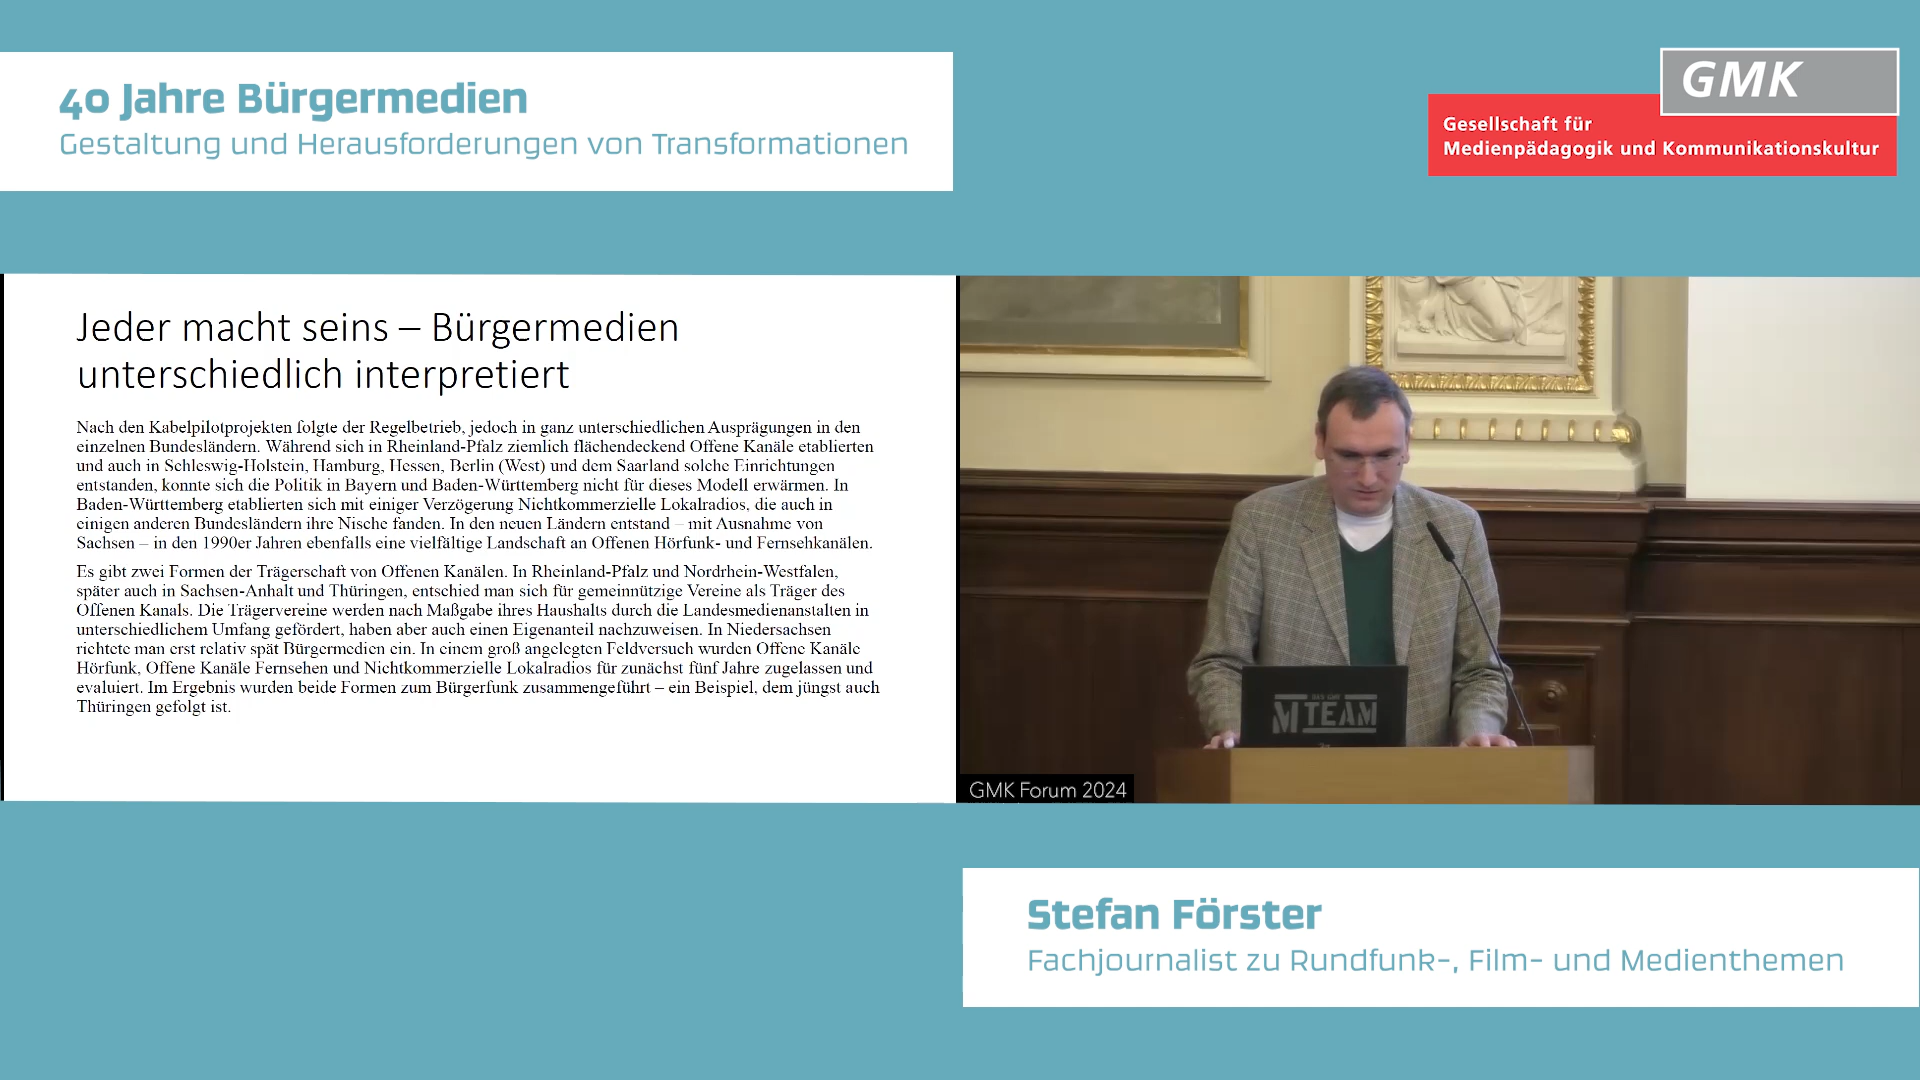 40 Jahre Bürgermedien
Gestaltung und Herausforderungen von Transformationen
GMK
Gesellschaft für
Medienpädagogik und Kommunikationskultur
Jeder macht seins – Bürgermedien
unterschiedlich interpretiert
Nach den Kabelpilotprojekten folgte der Regelbetrieb, jedoch in ganz unterschiedlichen Ausprägungen in den
einzelnen Bundesländern. Während sich in Rheinland-Pfalz ziemlich flächendeckend Offene Kanäle etablierten
und auch in Schleswig-Holstein, Hamburg, Hessen, Berlin (West) und dem Saarland solche Einrichtungen
entstanden, konnte sich die Politik in Bayern und Baden-Württemberg nicht für dieses Modell erwärmen. In
Baden-Württemberg etablierten sich mit einiger Verzögerung Nichtkommerzielle Lokalradios, die auch in
einigen anderen Bundesländern ihre Nische fanden. In den neuen Ländern entstand – mit Ausnahme von
Sachsen – in den 1990er Jahren ebenfalls eine vielfältige Landschaft an Offenen Hörfunk- und Fernsehkanälen.
Es gibt zwei Formen der Trägerschaft von Offenen Kanälen. In Rheinland-Pfalz und Nordrhein-Westfalen,
später auch in Sachsen-Anhalt und Thüringen, entschied man sich für gemeinnützige Vereine als Träger des
Offenen Kanals. Die Trägervereine werden nach Maßgabe ihres Haushalts durch die Landesmedienanstalten in
unterschiedlichem Umfang gefördert, haben aber auch einen Eigenanteil nachzuweisen. In Niedersachsen
richtete man erst relativ spät Bürgermedien ein. In einem groß angelegten Feldversuch wurden Offene Kanäle
Hörfunk, Offene Kanäle Fernsehen und Nichtkommerzielle Lokalradios für zunächst fünf Jahre zugelassen und
evaluiert. Im Ergebnis wurden beide Formen zum Bürgerfunk zusammengeführt – ein Beispiel, dem jüngst auch
Thüringen gefolgt ist.
M TEAM
GMK Forum 2024
Stefan Förster
Fachjournalist zu Rundfunk-, Film- und Medienthemen